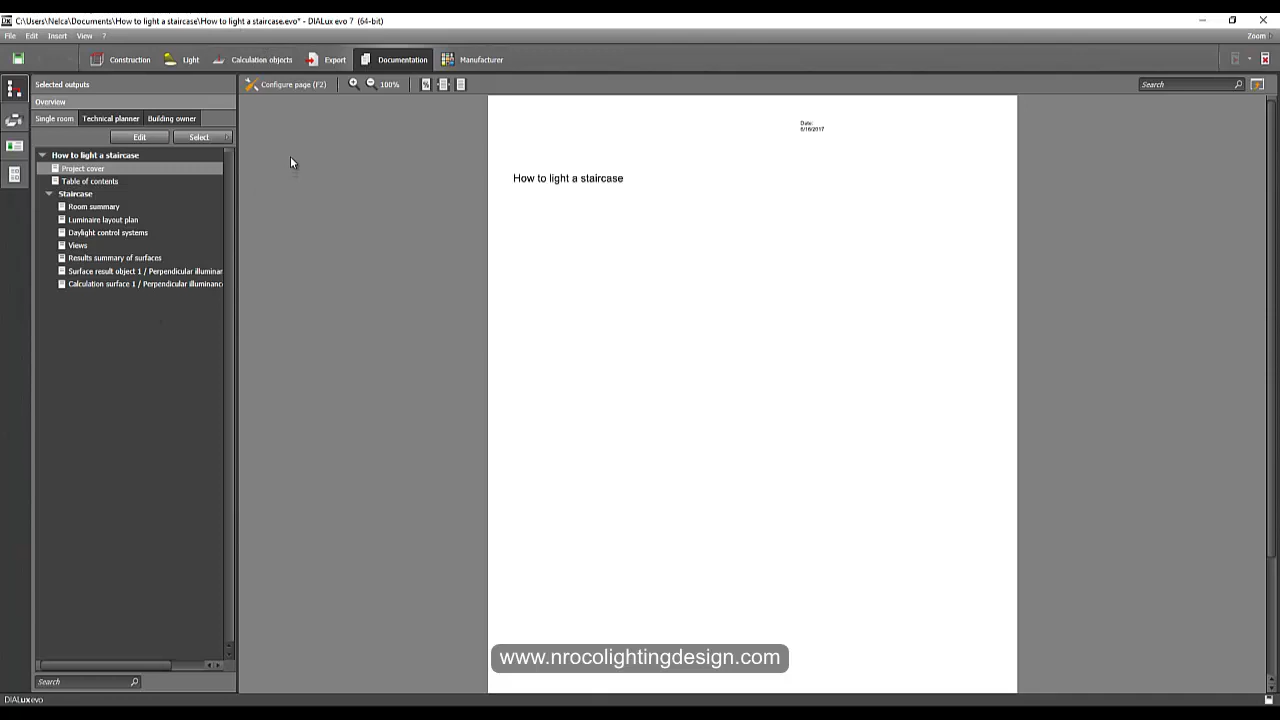 C:\Users\Nelca\Documents\How to light a staircase\How to light a staircase.evo* - DIALux evo 7 (64-bit)
File Edit Insert View ? Zoom
Construction Light Calculation objects Export Documentation Manufacturer
Selected outputs
Configure page (F2) 100% Search
Overview
Single room Technical planner Building owner
Edit Select
How to light a staircase
Project cover
Table of contents
Staircase
Room summary
Luminaire layout plan
Daylight control systems
Views
Results summary of surfaces
Surface result object 1 / Perpendicular illuminan
Calculation surface 1 / Perpendicular illuminance
Date:
6/16/2017
How to light a staircase
www.nrocolightingdesign.com
Search
DIALux evo